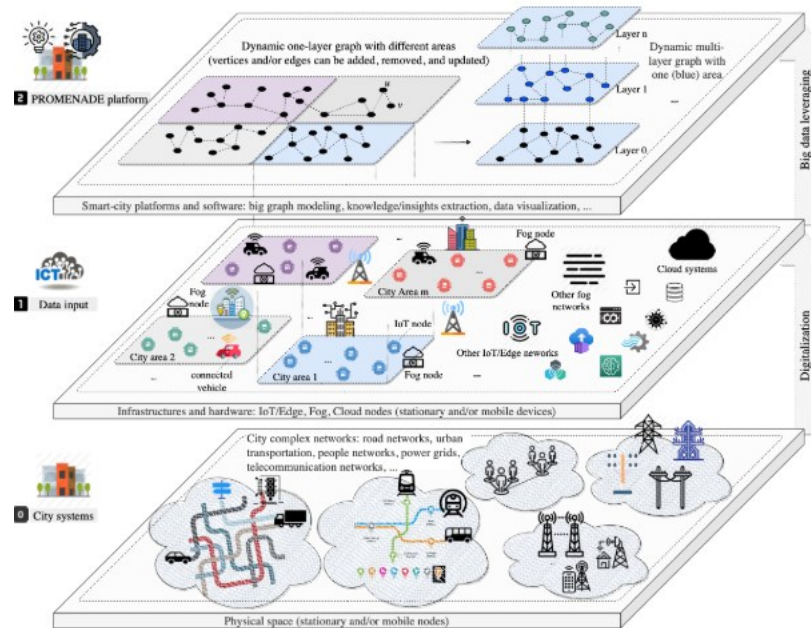 Dynamic one-layer graph with different areas
(vertices and/or edges can be added, removed, and updated)
u
v
Layer n
Layer 1
Layer 0
Dynamic multi-
layer graph with
one (blue) area
...
2 PROMENADE platform
Big data leveraging
Smart-city platforms and software: big graph modeling, knowledge/insights extraction, data visualization, ...
Fog node
Cloud systems
City Area m
Other fog
networks
ICT
1 Data input
Fog
node
IoT node
IOT
Other IoT/Edge neworks
City area 2
connected
vehicle
City area 1
Fog node
Digitalization
Infrastructures and hardware: IoT/Edge, Fog, Cloud nodes (stationary and/or mobile devices)
City complex networks: road networks, urban
transportation, people networks, power grids,
telecommunication networks, ...
0 City systems
Physical space (stationary and/or mobile nodes)